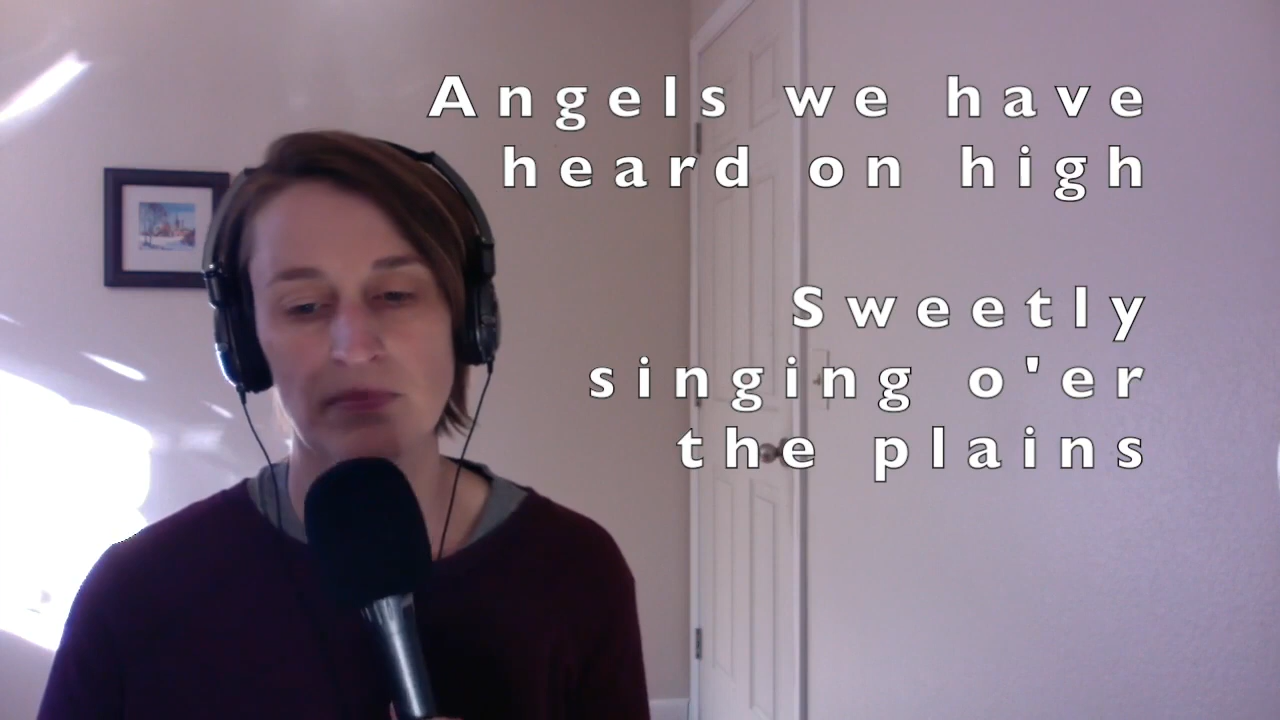 Angels we have
heard on high
Sweetly
singing o'er
the plains